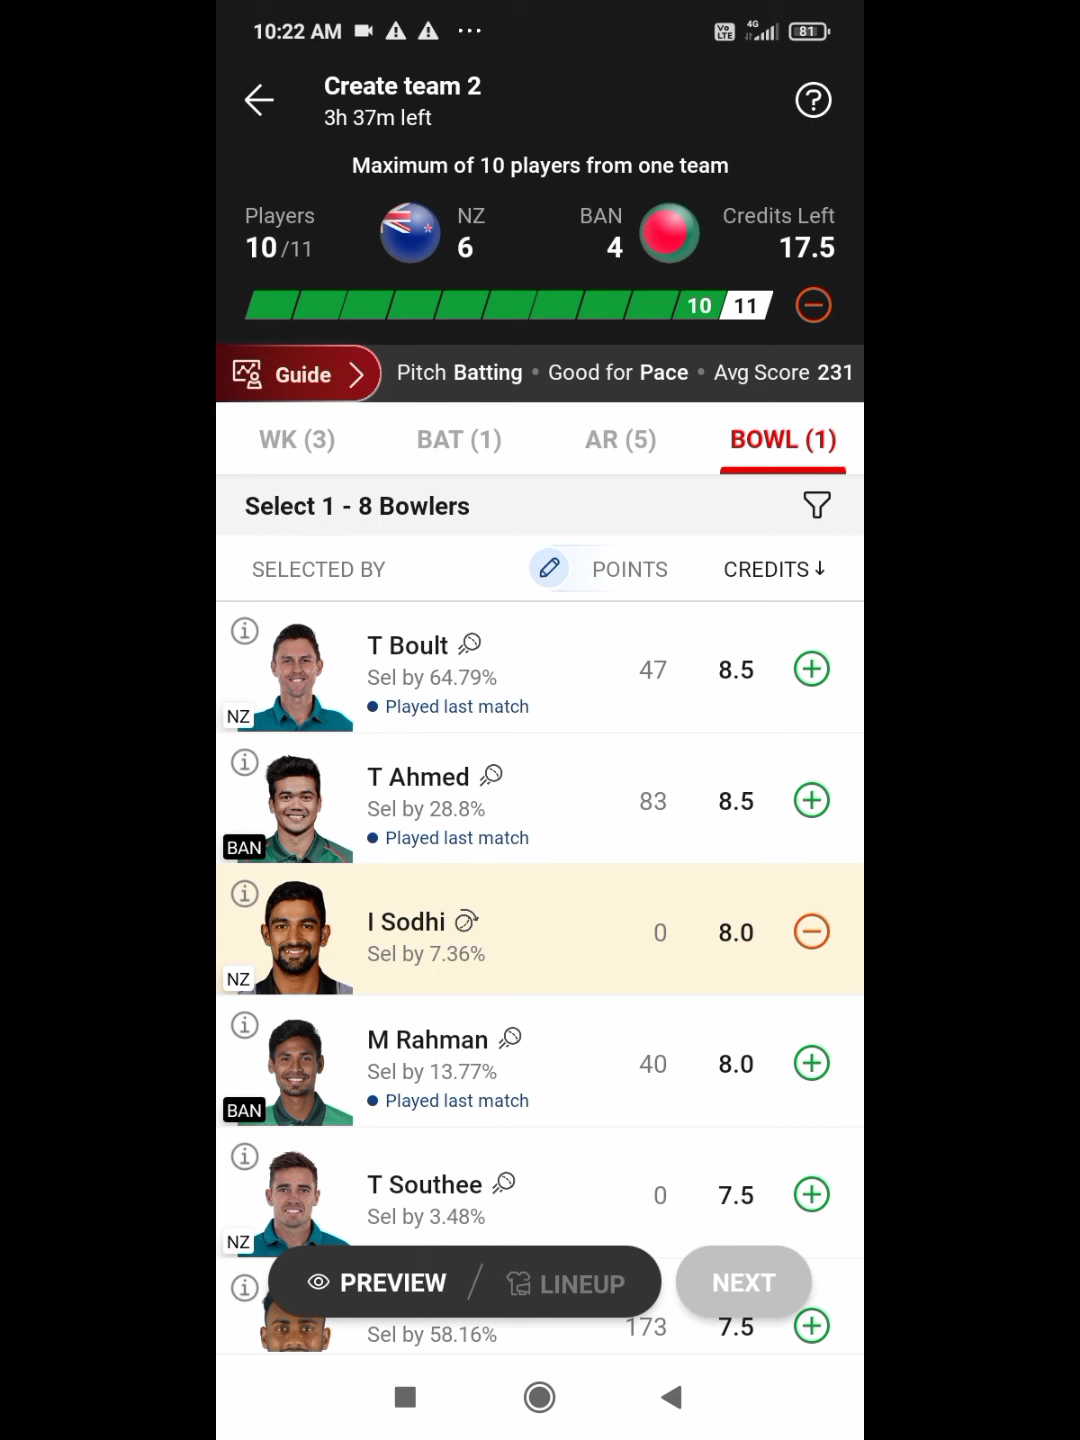 10:22 AM ... Vo LTE 4G 81
Create team 2
3h 37m left
Maximum of 10 players from one team
Players NZ BAN Credits Left
10/11 6 4 17.5
10 11
Guide Pitch Batting • Good for Pace • Avg Score 231
WK (3) BAT (1) AR (5) BOWL (1)
Select 1 - 8 Bowlers
SELECTED BY POINTS CREDITS↓
T Boult
Sel by 64.79% 47 8.5
• Played last match
NZ
T Ahmed
Sel by 28.8% 83 8.5
• Played last match
BAN
I Sodhi
Sel by 7.36% 0 8.0
NZ
M Rahman
Sel by 13.77% 40 8.0
• Played last match
BAN
T Southee
Sel by 3.48% 0 7.5
NZ
PREVIEW / LINEUP NEXT
Sel by 58.16% 173 7.5